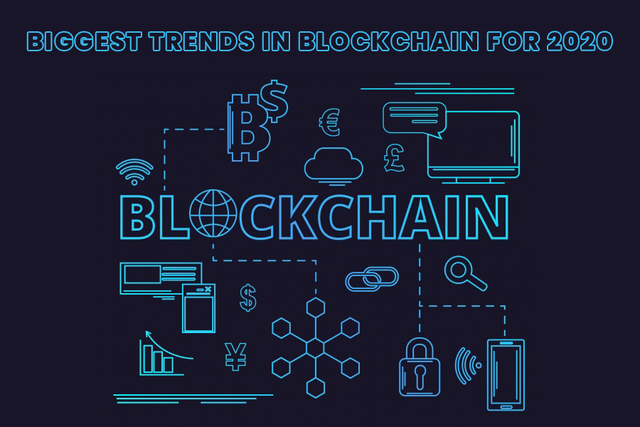 BIGGEST TRENDS IN BLOCKCHAIN FOR 2020
$
€
£
BLOCKCHAIN
$
¥